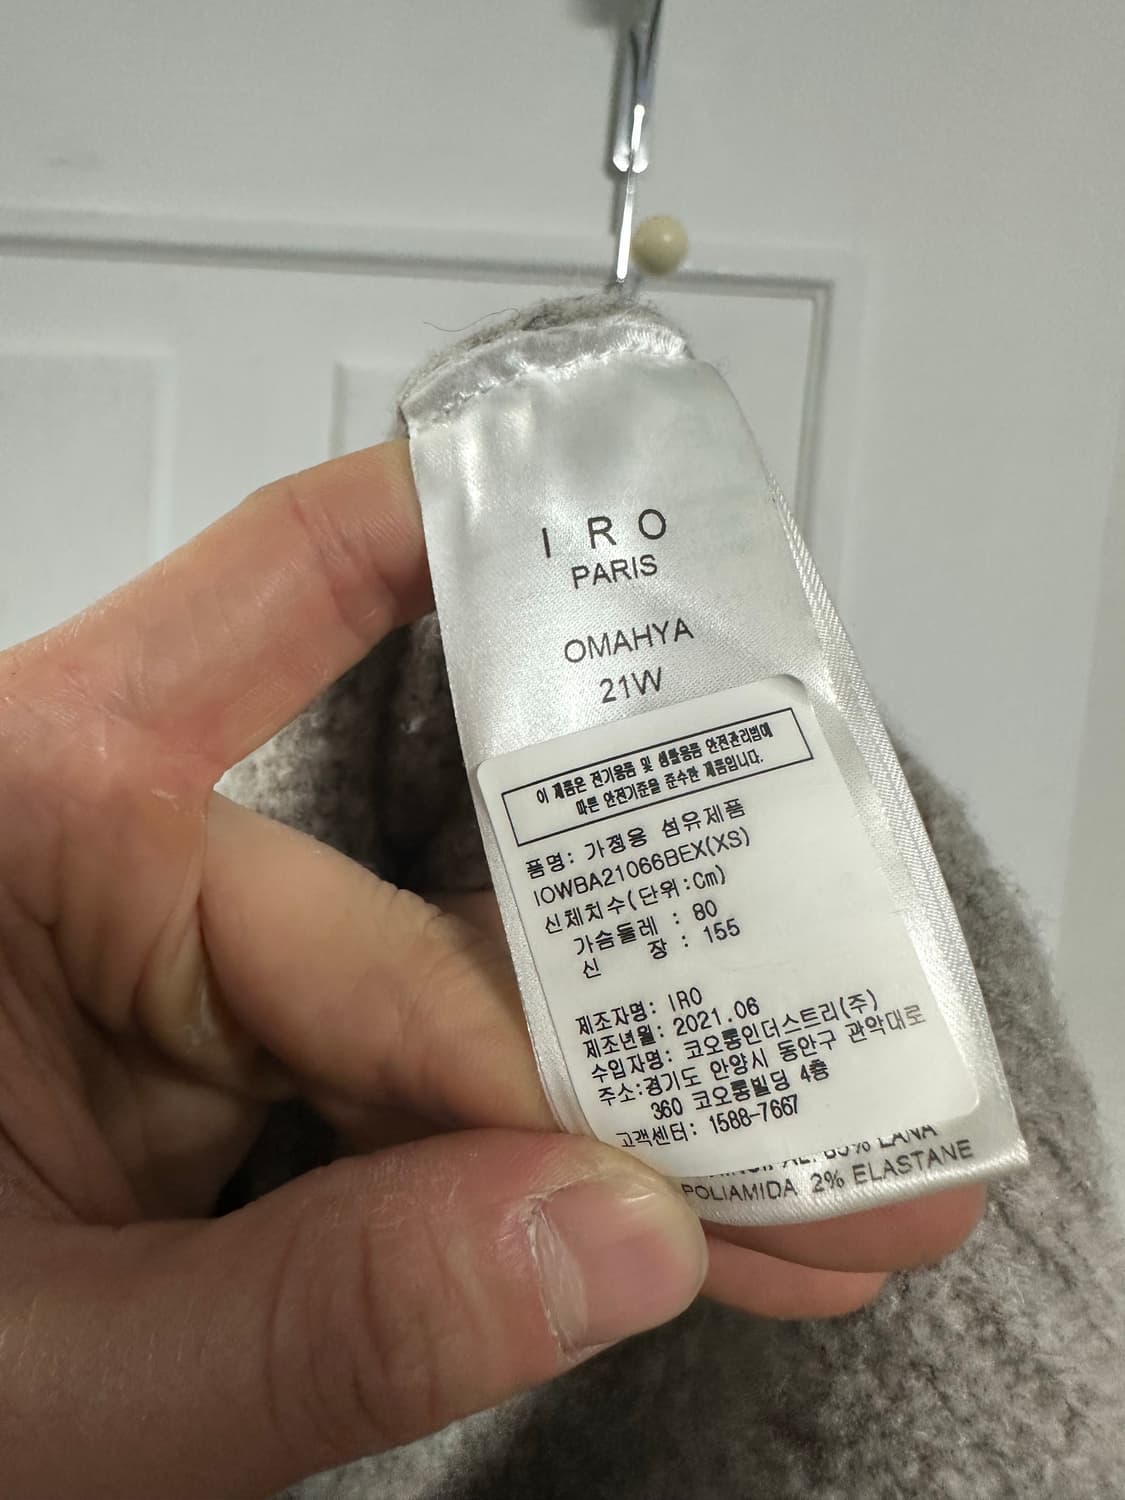 IRO
PARIS
OMAHYA
21W
이 제품은 전기용품 및 생활용품 안전관리법에
따른 안전기준을 준수한 제품입니다.
품명: 가정용 섬유제품
IOWBA21066BEX(XS)
신체치수(단위:Cm)
가슴둘레 : 80
신 장 : 155
제조자명: IRO
제조년월: 2021.06
수입자명: 코오롱인더스트리(주)
주소:경기도 안양시 동안구 관악대로
360 코오롱빌딩 4층
고객센터: 1588-7667
LANA
POLIAMIDA 2% ELASTANE